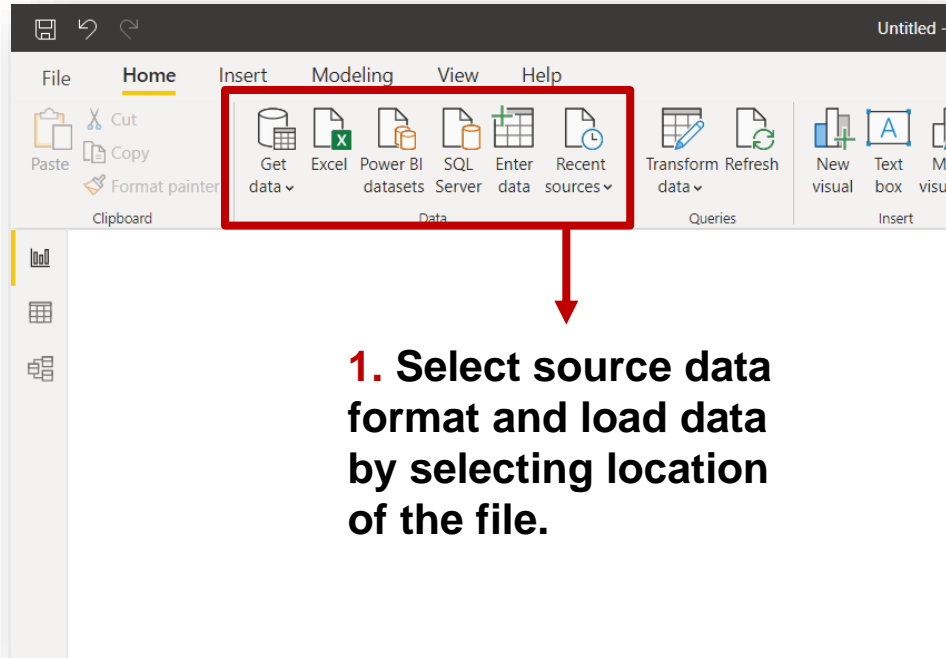 Untitled -
File Home Insert Modeling View Help
Paste
Cut
Copy
Format painter
Clipboard
Get data
Excel
Power BI datasets
SQL Server
Enter data
Recent sources
Data
Transform data
Refresh
Queries
New visual
Text box
Insert
1. Select source data
format and load data
by selecting location
of the file.